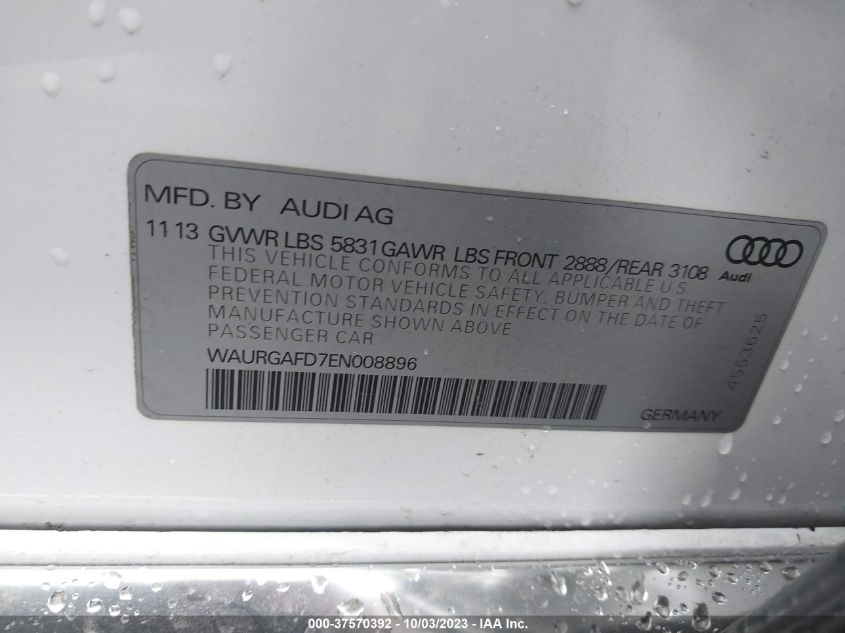 MFD. BY AUDI AG
11 13 GVWR LBS 5831 GAWR LBS FRONT 2888/REAR 3108
THIS VEHICLE CONFORMS TO ALL APPLICABLE U.S
FEDERAL MOTOR VEHICLE SAFETY, BUMPER AND THEFT
PREVENTION STANDARDS IN EFFECT ON THE DATE OF
MANUFACTURE SHOWN ABOVE
PASSENGER CAR
WAURGAFD7EN008896
Audi
4553625
GERMANY
000-37570392 - 10/03/2023 - IAA Inc.